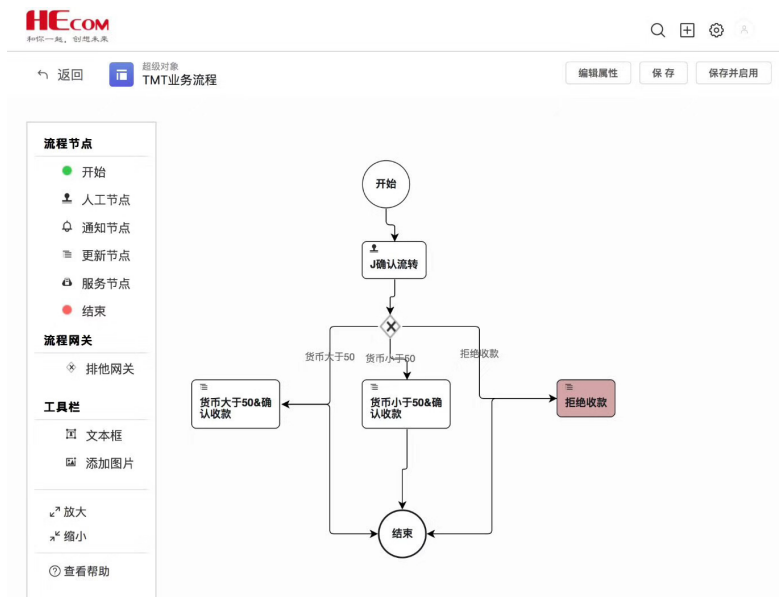 HECOM
和你一起，创想未来
返回
超级对象
TMT业务流程
编辑属性
保存
保存并启用
流程节点
开始
人工节点
通知节点
更新节点
服务节点
结束
流程网关
排他网关
工具栏
文本框
添加图片
放大
缩小
查看帮助
开始
J确认流转
货币大于50
货币小于50
拒绝收款
货币大于50&确
认收款
货币小于50&确
认收款
拒绝收款
结束